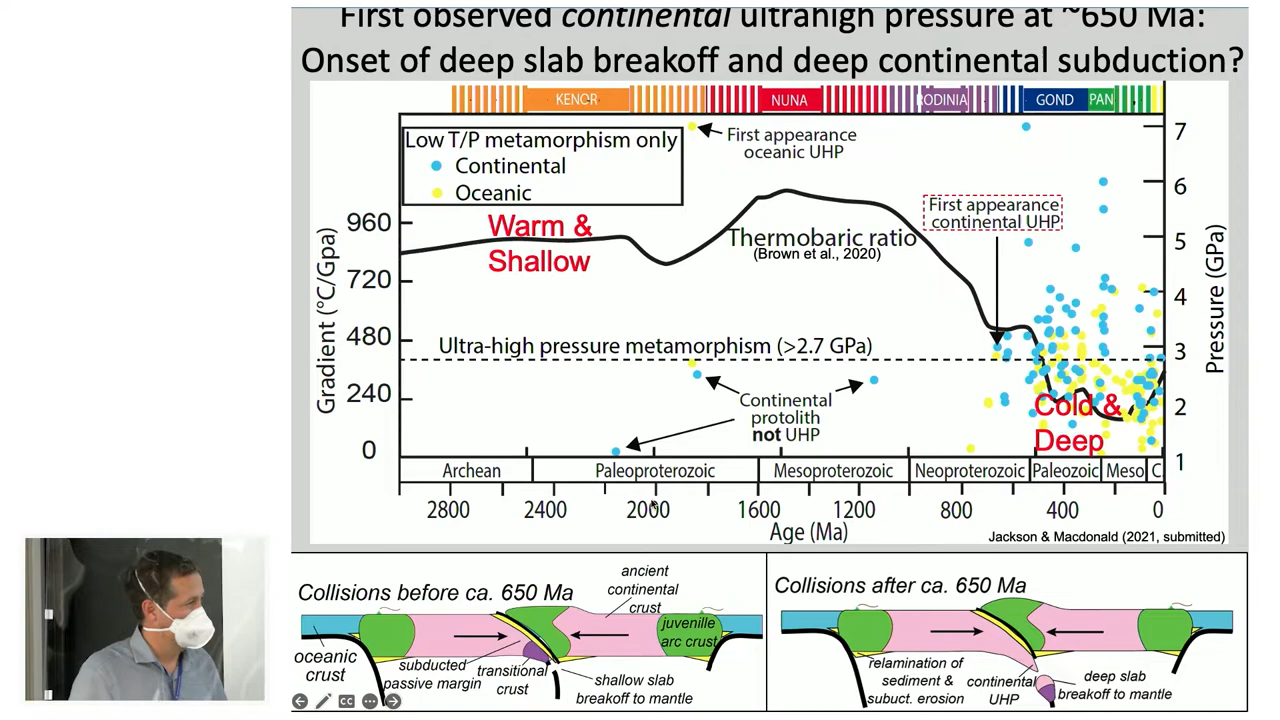 First observed continental ultrahigh pressure at ~650 Ma:
Onset of deep slab breakoff and deep continental subduction?
KENOR
NUNA
RODINIA
GOND
PAN
Low T/P metamorphism only
Continental
Oceanic
First appearance
oceanic UHP
Warm &
Shallow
Thermobaric ratio
(Brown et al., 2020)
First appearance
continental UHP
Ultra-high pressure metamorphism (>2.7 GPa)
Continental
protolith
not UHP
Cold &
Deep
Gradient (°C/Gpa)
960
720
480
240
0
Pressure (GPa)
7
6
5
4
3
2
1
Archean
Paleoproterozoic
Mesoproterozoic
Neoproterozoic
Paleozoic
Meso
C.
2800
2400
2000
1600
1200
800
400
0
Age (Ma)
Jackson & Macdonald (2021, submitted)
Collisions before ca. 650 Ma
ancient
continental
crust
juvenille
arc crust
oceanic
crust
subducted
passive margin
transitional
crust
shallow slab
breakoff to mantle
CC
Collisions after ca. 650 Ma
relamination of
sediment &
subuct. erosion
continental
UHP
deep slab
breakoff to mantle